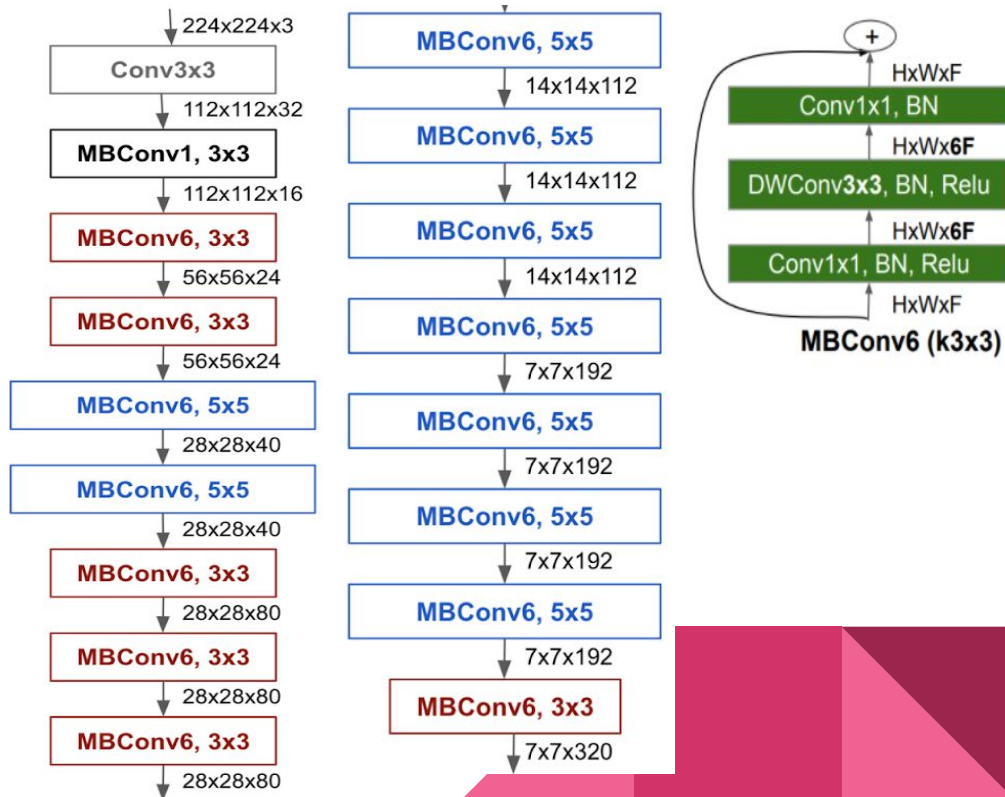 224x224x3
Conv3x3
112x112x32
MBConv1, 3x3
112x112x16
MBConv6, 3x3
56x56x24
MBConv6, 3x3
56x56x24
MBConv6, 5x5
28x28x40
MBConv6, 5x5
28x28x40
MBConv6, 3x3
28x28x80
MBConv6, 3x3
28x28x80
MBConv6, 3x3
28x28x80
MBConv6, 5x5
14x14x112
MBConv6, 5x5
14x14x112
MBConv6, 5x5
14x14x112
MBConv6, 5x5
7x7x192
MBConv6, 5x5
7x7x192
MBConv6, 5x5
7x7x192
MBConv6, 5x5
7x7x192
MBConv6, 3x3
7x7x320
+
HxWxF
Conv1x1, BN
HxWx6F
DWConv3x3, BN, Relu
HxWx6F
Conv1x1, BN, Relu
HxWxF
MBConv6 (k3x3)